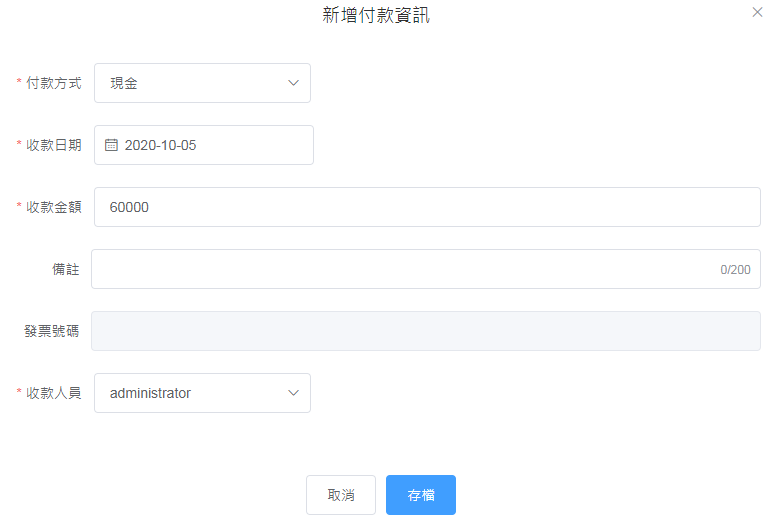 新增付款資訊
* 付款方式 現金
* 收款日期 2020-10-05
* 收款金額 60000
備註 0/200
發票號碼
* 收款人員 administrator
取消 存檔